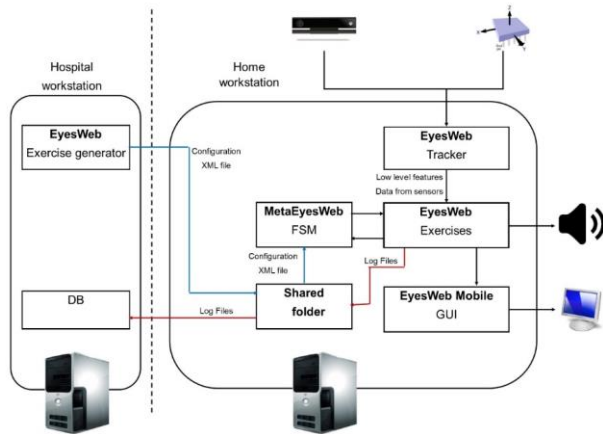 Hospital
workstation
Home
workstation
EyesWeb
Exercise generator
Configuration
XML file
EyesWeb
Tracker
Low level features
Data from sensors
MetaEyesWeb
FSM
EyesWeb
Exercises
Configuration
XML file
Log Files
DB
Log Files
Shared
folder
EyesWeb Mobile
GUI